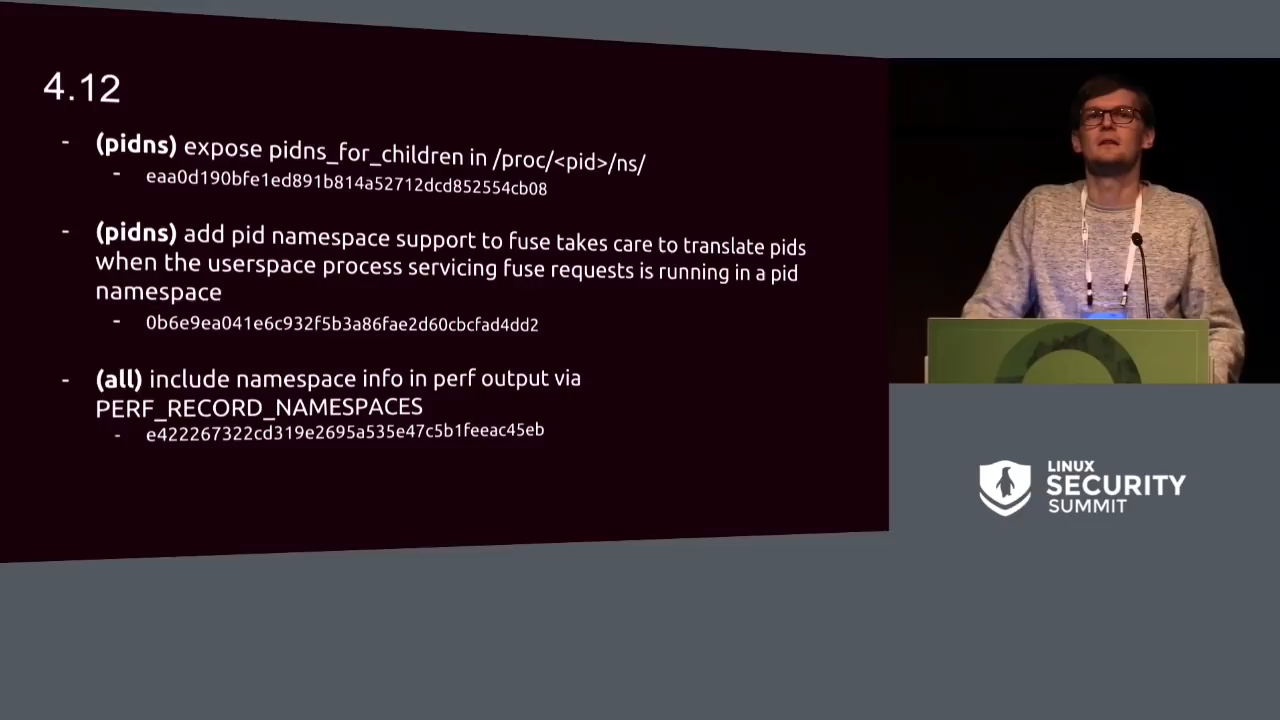 4.12
- (pidns) expose pidns_for_children in /proc/<pid>/ns/
- eaa0d190bfe1ed891b814a52712dcd852554cb08
- (pidns) add pid namespace support to fuse takes care to translate pids
when the userspace process servicing fuse requests is running in a pid
namespace
- 0b6e9ea041e6c932f5b3a86fae2d60cbcfad4dd2
- (all) include namespace info in perf output via
PERF_RECORD_NAMESPACES
- e422267322cd319e2695a535e47c5b1feeac45eb
LINUX
SECURITY
SUMMIT